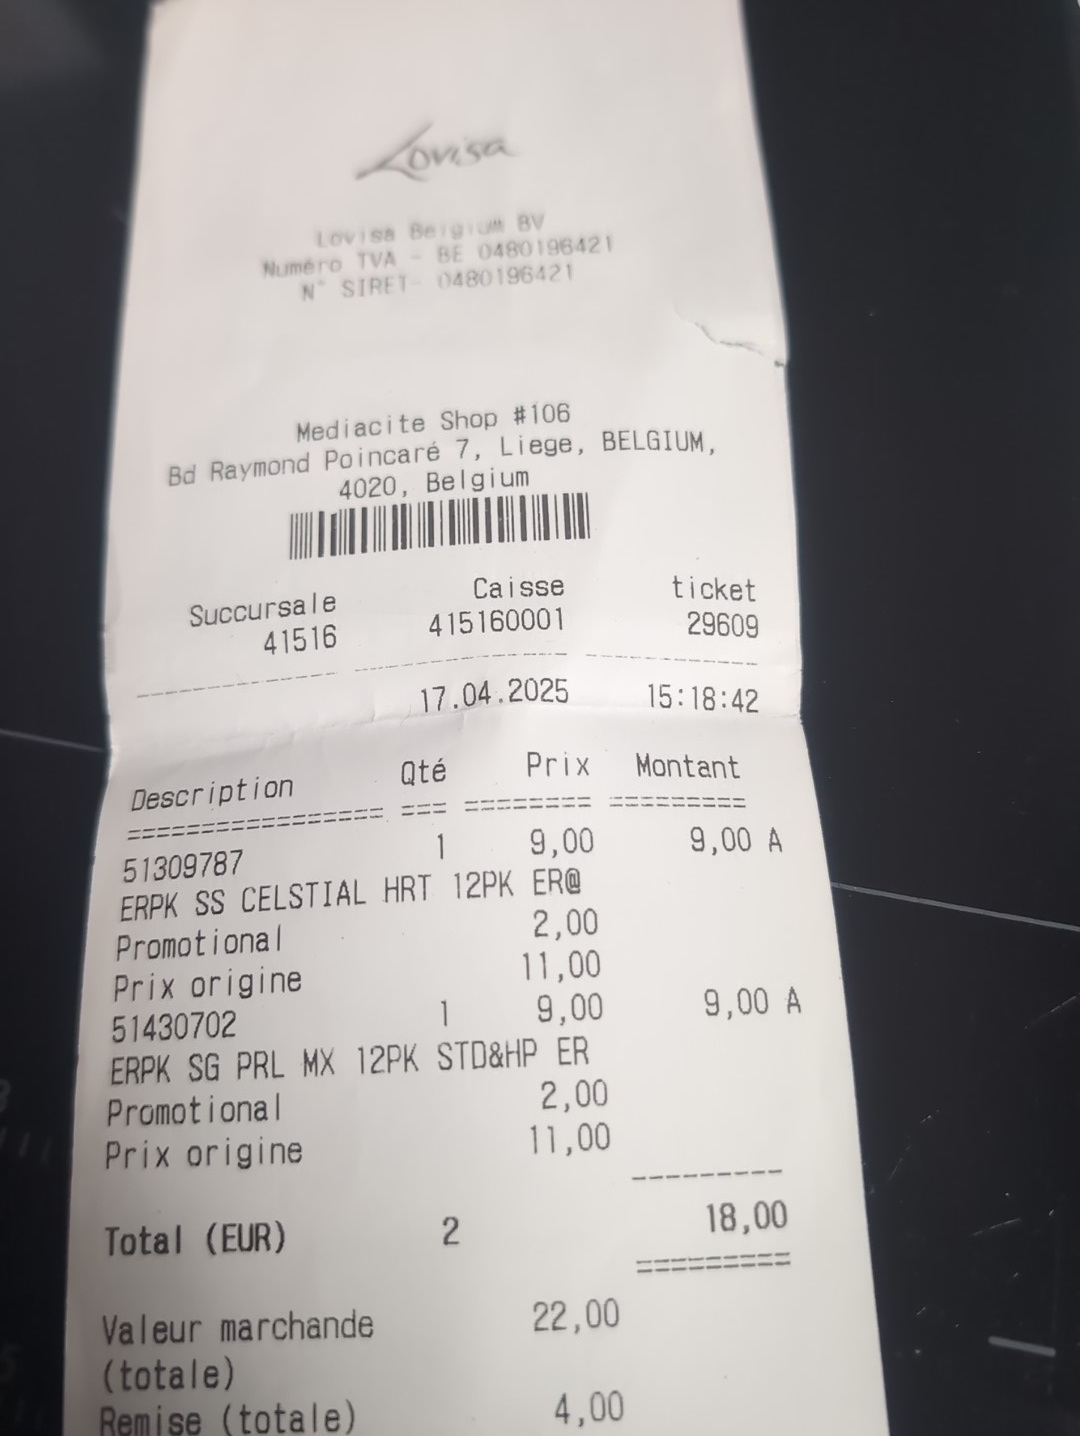 Lovisa
Lovisa Belgium BV
Numéro TVA - BE 0480196421
N° SIRET- 0480196421
Mediacite Shop #106
Bd Raymond Poincaré 7, Liege, BELGIUM,
4020, Belgium
Succursale Caisse ticket
41516 415160001 29609
17.04.2025 15:18:42
Description Qté Prix Montant
51309787 1 9,00 9,00 A
ERPK SS CELSTIAL HRT 12PK ER@
Promotional 2,00
Prix origine 11,00
51430702 1 9,00 9,00 A
ERPK SG PRL MX 12PK STD&HP ER
Promotional 2,00
Prix origine 11,00
Total (EUR) 2 18,00
Valeur marchande 22,00
(totale)
Remise (totale) 4,00